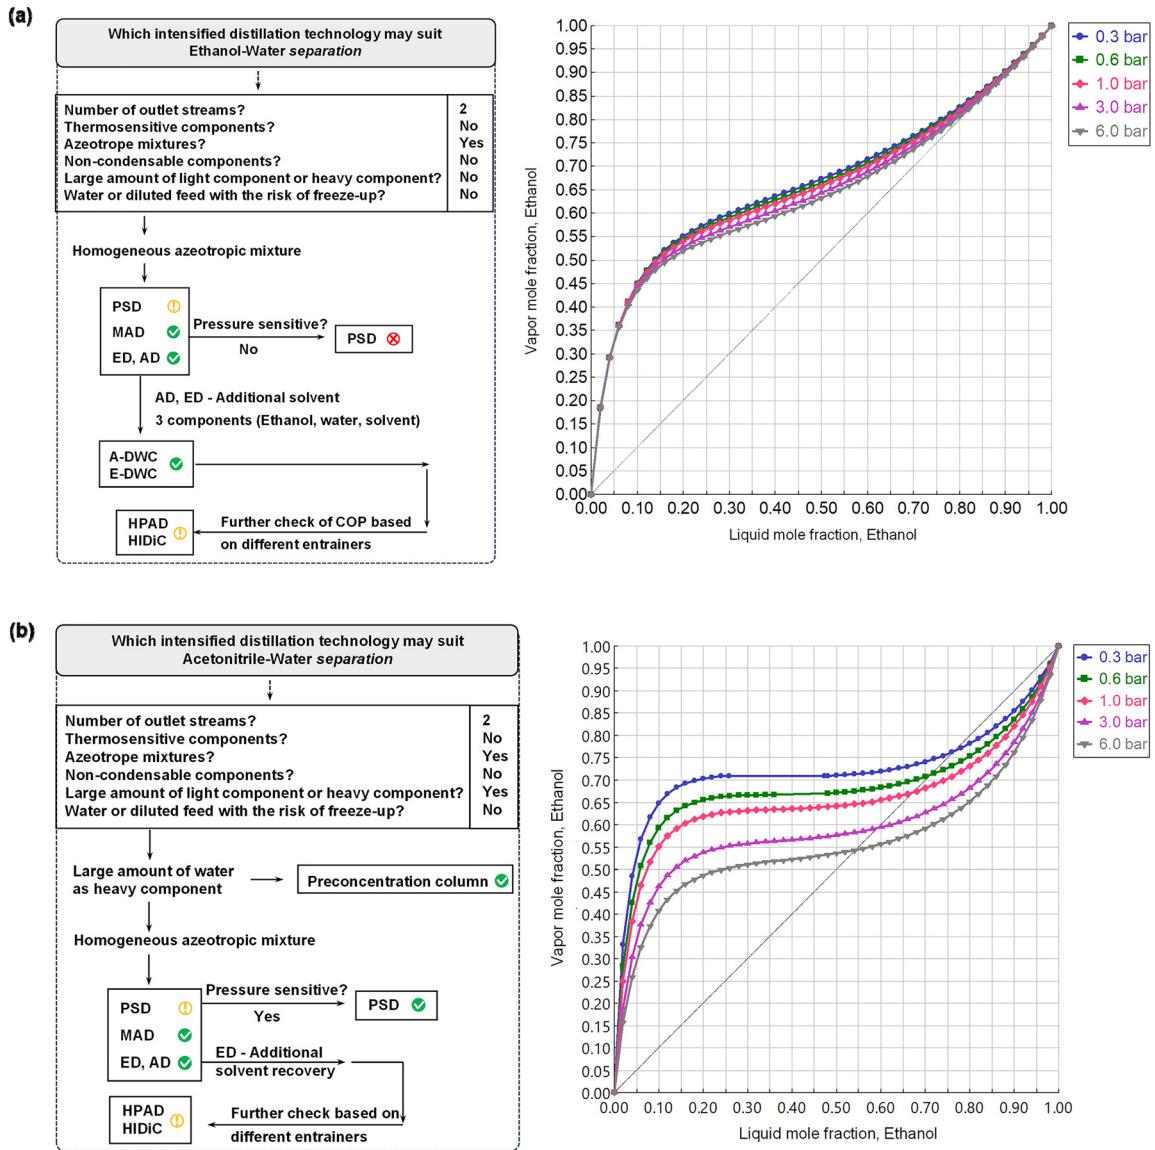 (a)
Which intensified distillation technology may suit
Ethanol-Water separation
Number of outlet streams? 2
Thermosensitive components? No
Azeotrope mixtures? Yes
Non-condensable components? No
Large amount of light component or heavy component? No
Water or diluted feed with the risk of freeze-up? No
Homogeneous azeotropic mixture
PSD
MAD
ED, AD
Pressure sensitive?
No
PSD
AD, ED - Additional solvent
3 components (Ethanol, water, solvent)
A-DWC
E-DWC
HPAD
HIDiC
Further check of COP based
on different entrainers
Vapor mole fraction, Ethanol
1.00
0.95
0.90
0.85
0.80
0.75
0.70
0.65
0.60
0.55
0.50
0.45
0.40
0.35
0.30
0.25
0.20
0.15
0.10
0.05
0.00
0.00 0.10 0.20 0.30 0.40 0.50 0.60 0.70 0.80 0.90 1.00
Liquid mole fraction, Ethanol
0.3 bar
0.6 bar
1.0 bar
3.0 bar
6.0 bar
(b)
Which intensified distillation technology may suit
Acetonitrile-Water separation
Number of outlet streams? 2
Thermosensitive components? No
Azeotrope mixtures? Yes
Non-condensable components? No
Large amount of light component or heavy component? Yes
Water or diluted feed with the risk of freeze-up? No
Large amount of water
as heavy component
Preconcentration column
Homogeneous azeotropic mixture
PSD
MAD
ED, AD
Pressure sensitive?
Yes
PSD
ED - Additional
solvent recovery
HPAD
HIDiC
Further check based on
different entrainers
Vapor mole fraction, Ethanol
1.00
0.95
0.90
0.85
0.80
0.75
0.70
0.65
0.60
0.55
0.50
0.45
0.40
0.35
0.30
0.25
0.20
0.15
0.10
0.05
0.00
0.00 0.10 0.20 0.30 0.40 0.50 0.60 0.70 0.80 0.90 1.00
Liquid mole fraction, Ethanol
0.3 bar
0.6 bar
1.0 bar
3.0 bar
6.0 bar